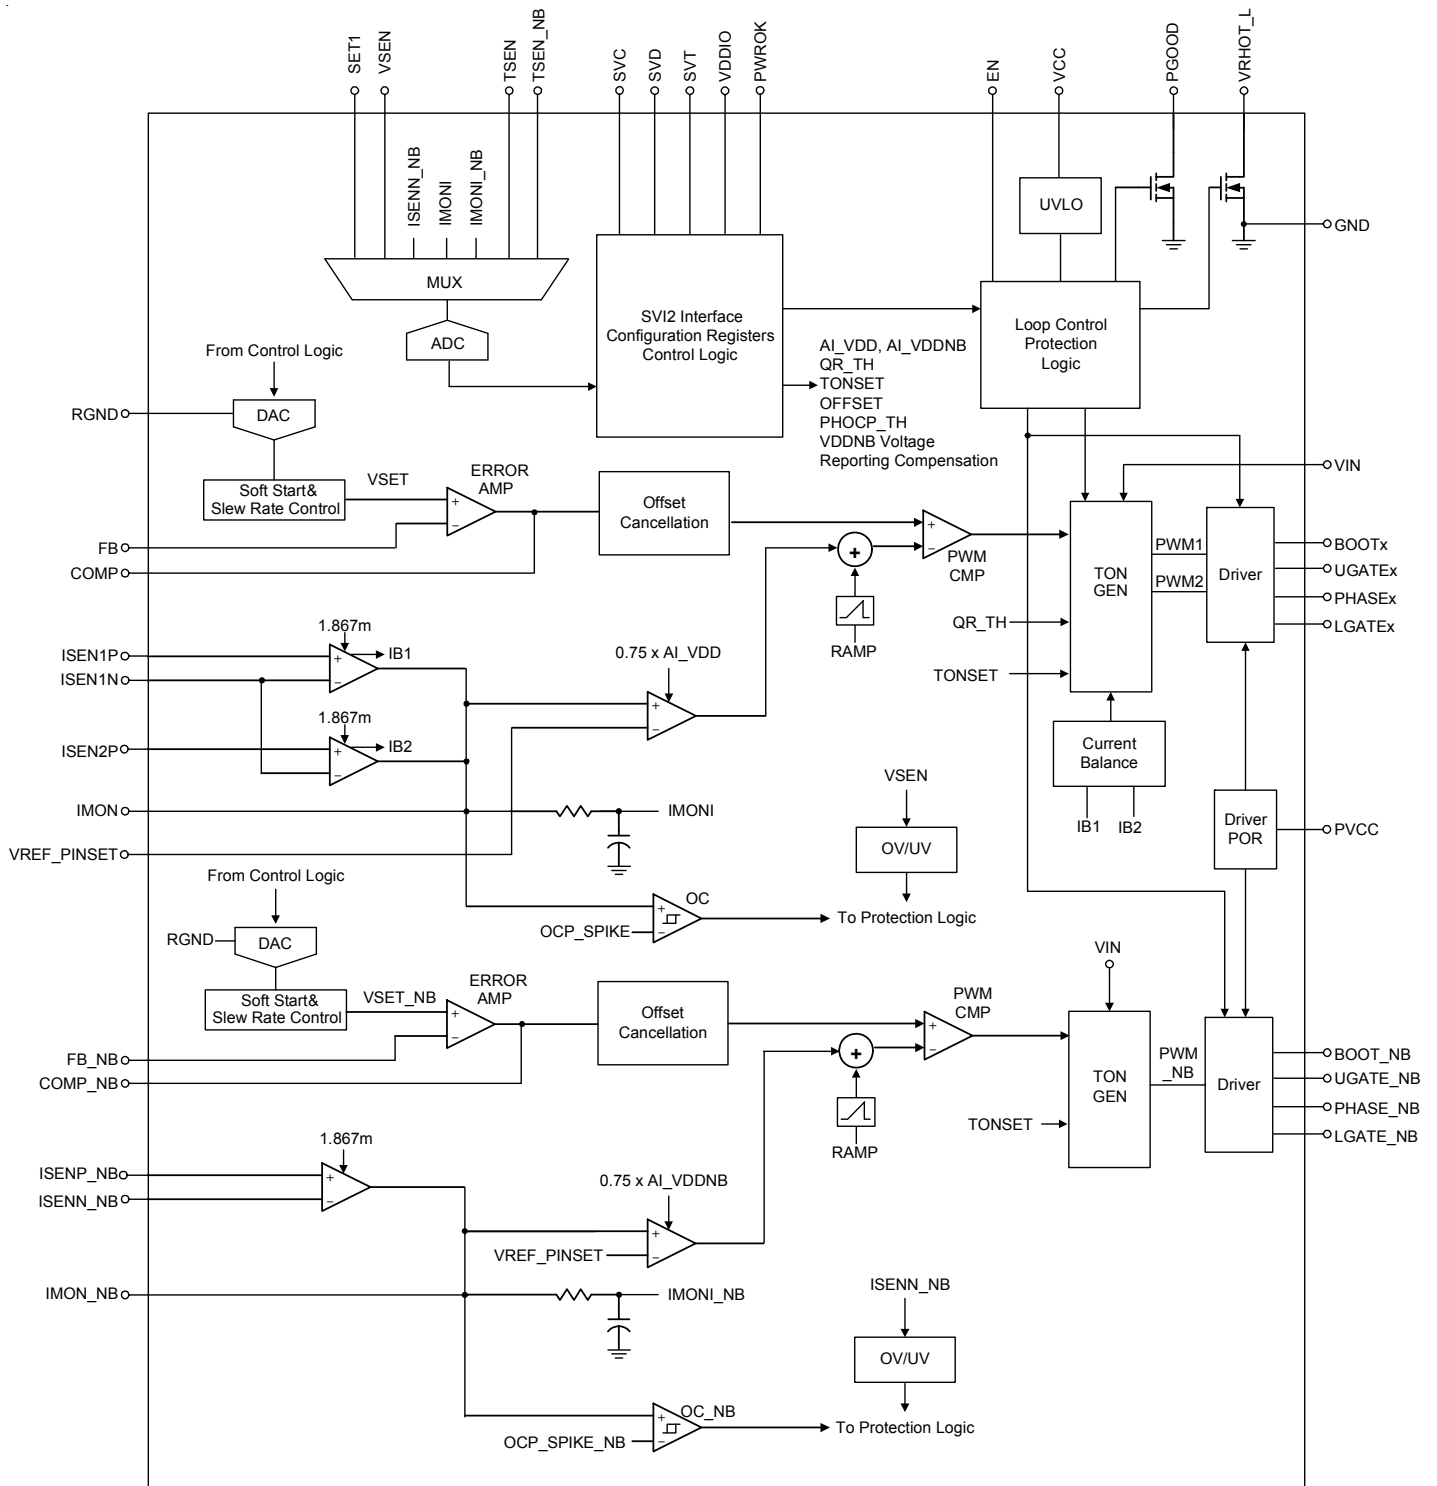 SET1
VSEN
TSEN
TSEN_NB
SVC
SVD
SVT
VDDIO
PWROK
EN
VCC
PGOOD
VRHOT_L
ISENN_NB
IMONI
IMONI_NB
UVLO
GND
MUX
ADC
SVI2 Interface
Configuration Registers
Control Logic
Loop Control
Protection
Logic
From Control Logic
AI_VDD, AI_VDDNB
QR_TH
TONSET
OFFSET
PHOCP_TH
VDDNB Voltage
Reporting Compensation
RGND
DAC
Soft Start&
Slew Rate Control
VSET
ERROR
AMP
+
−
Offset
Cancellation
VIN
FB
COMP
+
−
PWM
CMP
+
RAMP
TON
GEN
PWM1
PWM2
Driver
BOOTx
UGATEx
PHASEx
LGATEx
QR_TH
TONSET
1.867m
ISEN1P
ISEN1N
+
−
IB1
0.75 x AI_VDD
+
−
1.867m
ISEN2P
+
−
IB2
Current
Balance
IB1
IB2
IMON
IMONI
VSEN
OV/UV
Driver
POR
PVCC
VREF_PINSET
From Control Logic
OC
+
−
OCP_SPIKE
To Protection Logic
RGND
DAC
Soft Start&
Slew Rate Control
VSET_NB
ERROR
AMP
+
−
Offset
Cancellation
PWM
CMP
+
−
VIN
FB_NB
COMP_NB
+
RAMP
TON
GEN
PWM
_NB
Driver
BOOT_NB
UGATE_NB
PHASE_NB
LGATE_NB
TONSET
1.867m
ISENP_NB
ISENN_NB
+
−
0.75 x AI_VDDNB
+
−
VREF_PINSET
IMON_NB
IMONI_NB
ISENN_NB
OV/UV
OC_NB
+
−
OCP_SPIKE_NB
To Protection Logic